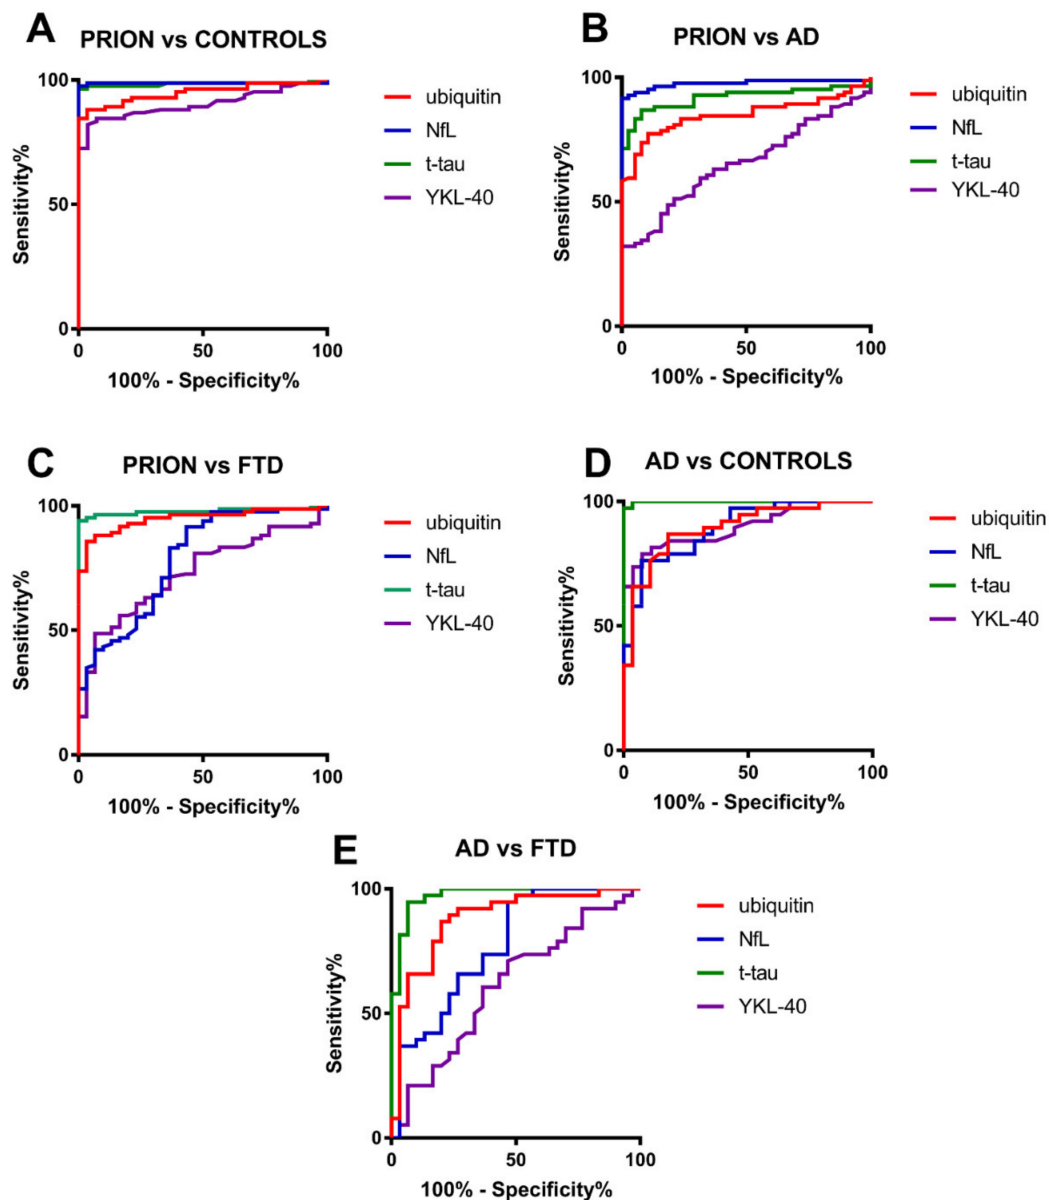 A
PRION vs CONTROLS
Sensitivity%
100
50
0
0
50
100
100% - Specificity%
ubiquitin
NfL
t-tau
YKL-40
B
PRION vs AD
Sensitivity%
100
50
0
0
50
100
100% - Specificity%
ubiquitin
NfL
t-tau
YKL-40
C
PRION vs FTD
Sensitivity%
100
50
0
0
50
100
100% - Specificity%
ubiquitin
NfL
t-tau
YKL-40
D
AD vs CONTROLS
Sensitivity%
100
50
0
0
50
100
100% - Specificity%
ubiquitin
NfL
t-tau
YKL-40
E
AD vs FTD
Sensitivity%
100
50
0
0
50
100
100% - Specificity%
ubiquitin
NfL
t-tau
YKL-40